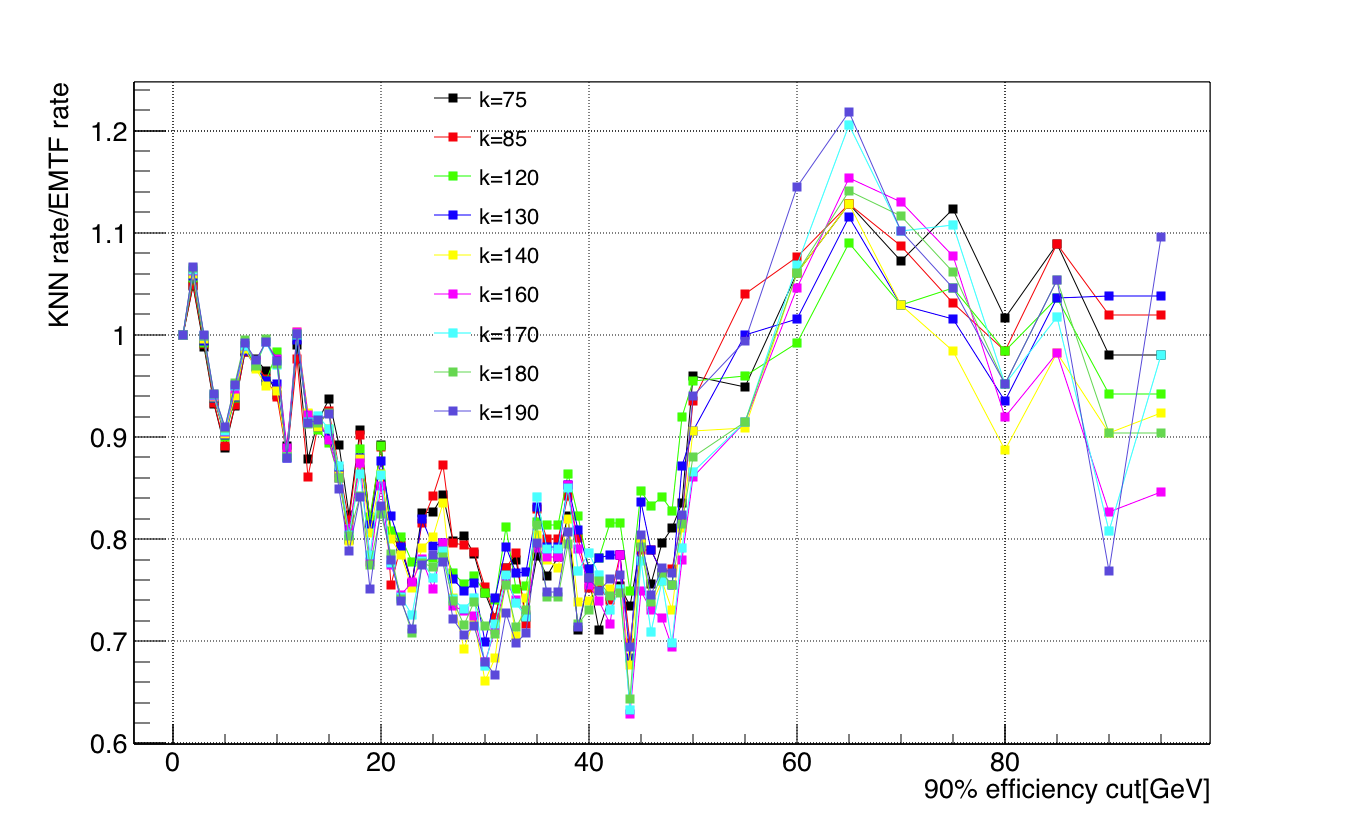 KNN rate/EMTF rate
1.2
1.1
1
0.9
0.8
0.7
0.6
k=75
k=85
k=120
k=130
k=140
k=160
k=170
k=180
k=190
0 20 40 60 80
90% efficiency cut[GeV]